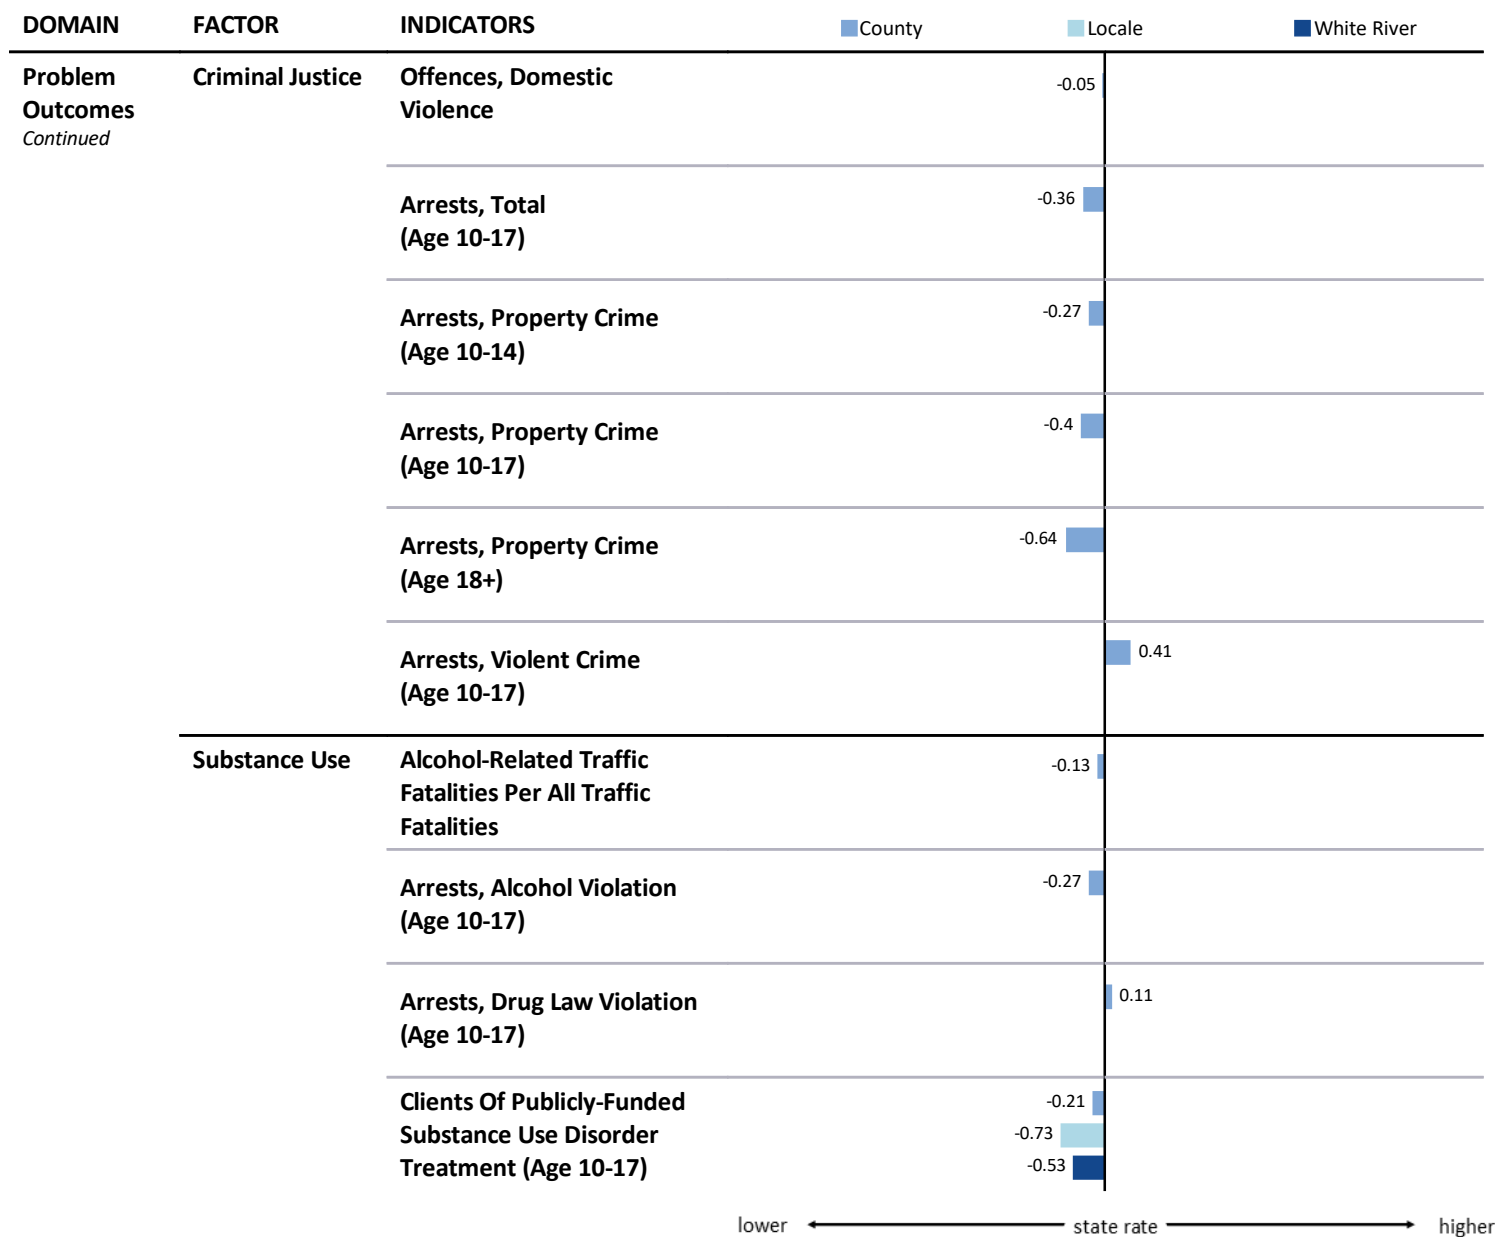 DOMAIN FACTOR INDICATORS County Locale White River
Problem Criminal Justice Offences, Domestic
-0.05
Outcomes Violence
Continued
-0.36
Arrests, Total
(Age 10-17)
-0.27
Arrests, Property Crime
(Age 10-14)
-0.4
Arrests, Property Crime
(Age 10-17)
-0.64
Arrests, Property Crime
(Age 18+)
0.41
Arrests, Violent Crime
(Age 10-17)
Substance Use Alcohol-Related Traffic
-0.13
Fatalities Per All Traffic
Fatalities
-0.27
Arrests, Alcohol Violation
(Age 10-17)
0.11
Arrests, Drug Law Violation
(Age 10-17)
Clients Of Publicly-Funded -0.21
Substance Use Disorder -0.73
Treatment (Age 10-17) -0.53
lower state rate higher